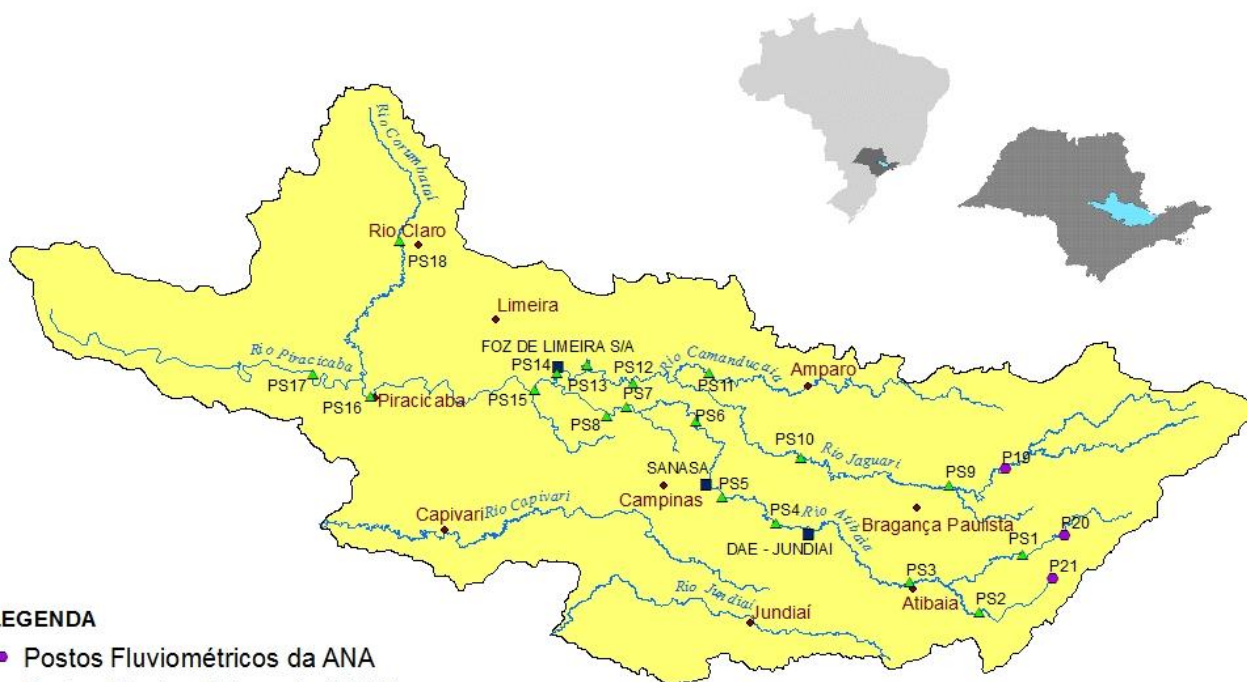 Rio Corumbataí
Rio Claro
PS18
Limeira
FOZ DE LIMEIRA S/A
Rio Piracicaba
PS17
PS16
Piracicaba
PS14
PS13
PS15
PS12
Rio Camanducaia
PS11
Amparo
PS7
PS8
PS6
PS10
Rio Jaguari
PS9
P19
SANASA
Campinas
PS5
PS4
Rio Atibaia
DAE - JUNDIAI
Bragança Paulista
P20
PS1
P21
PS3
Atibaia
PS2
Capivari
Rio Capivari
Rio Jundiaí
Jundiaí
LEGENDA
Postos Fluviométricos da ANA